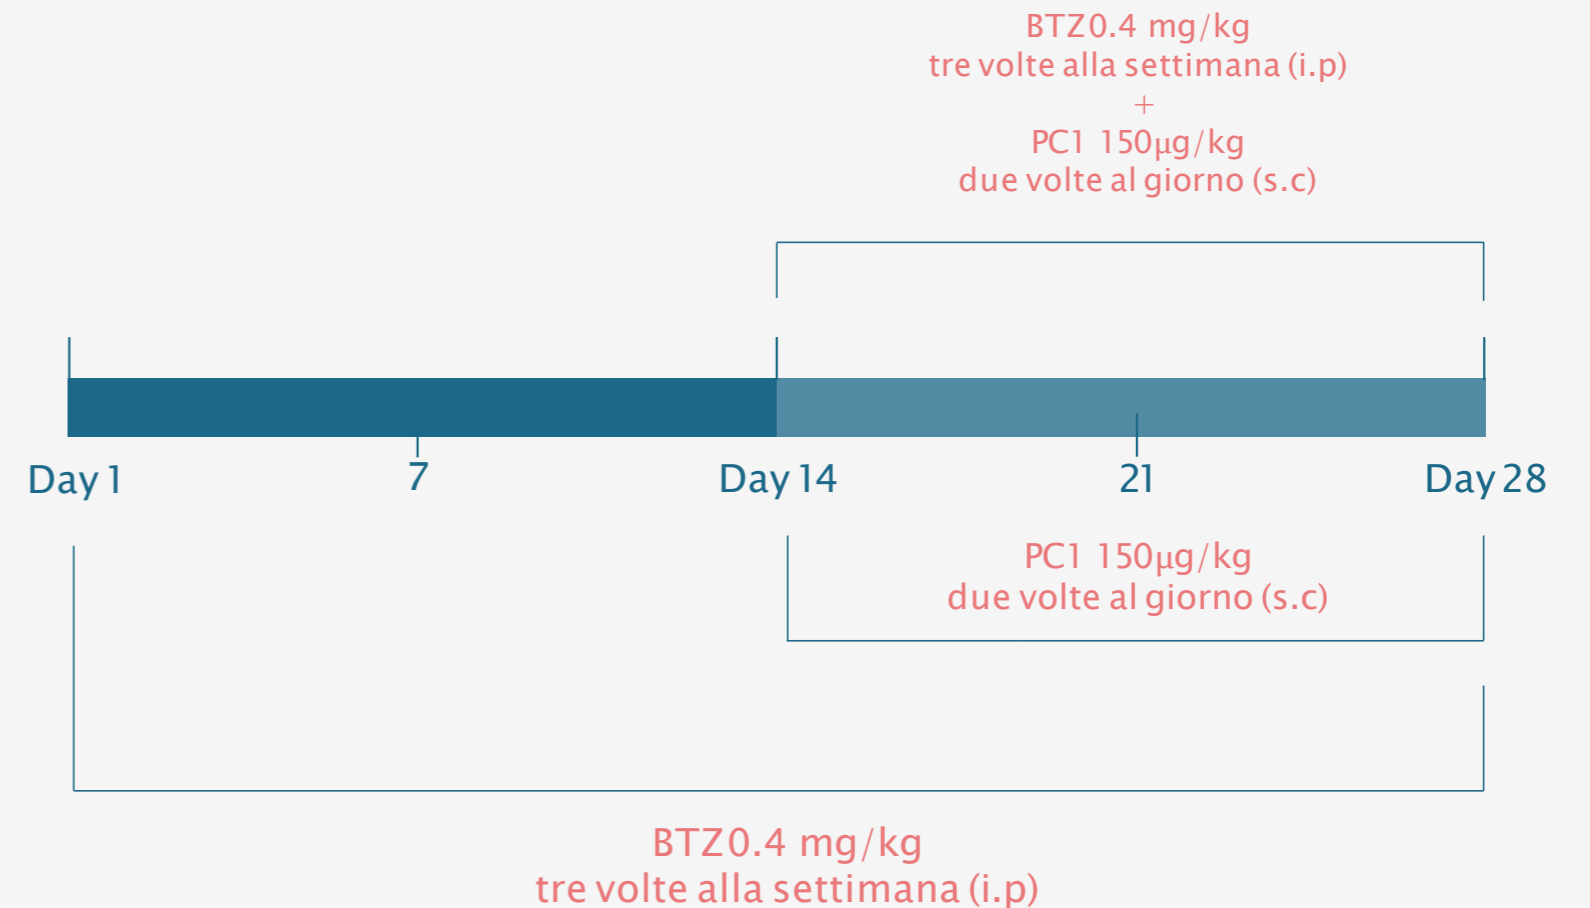 BTZ0.4 mg/kg
tre volte alla settimana (i.p)
+
PC1 150µg/kg
due volte al giorno (s.c)
Day 1
7
Day 14
21
Day 28
PC1 150µg/kg
due volte al giorno (s.c)
BTZ0.4 mg/kg
tre volte alla settimana (i.p)